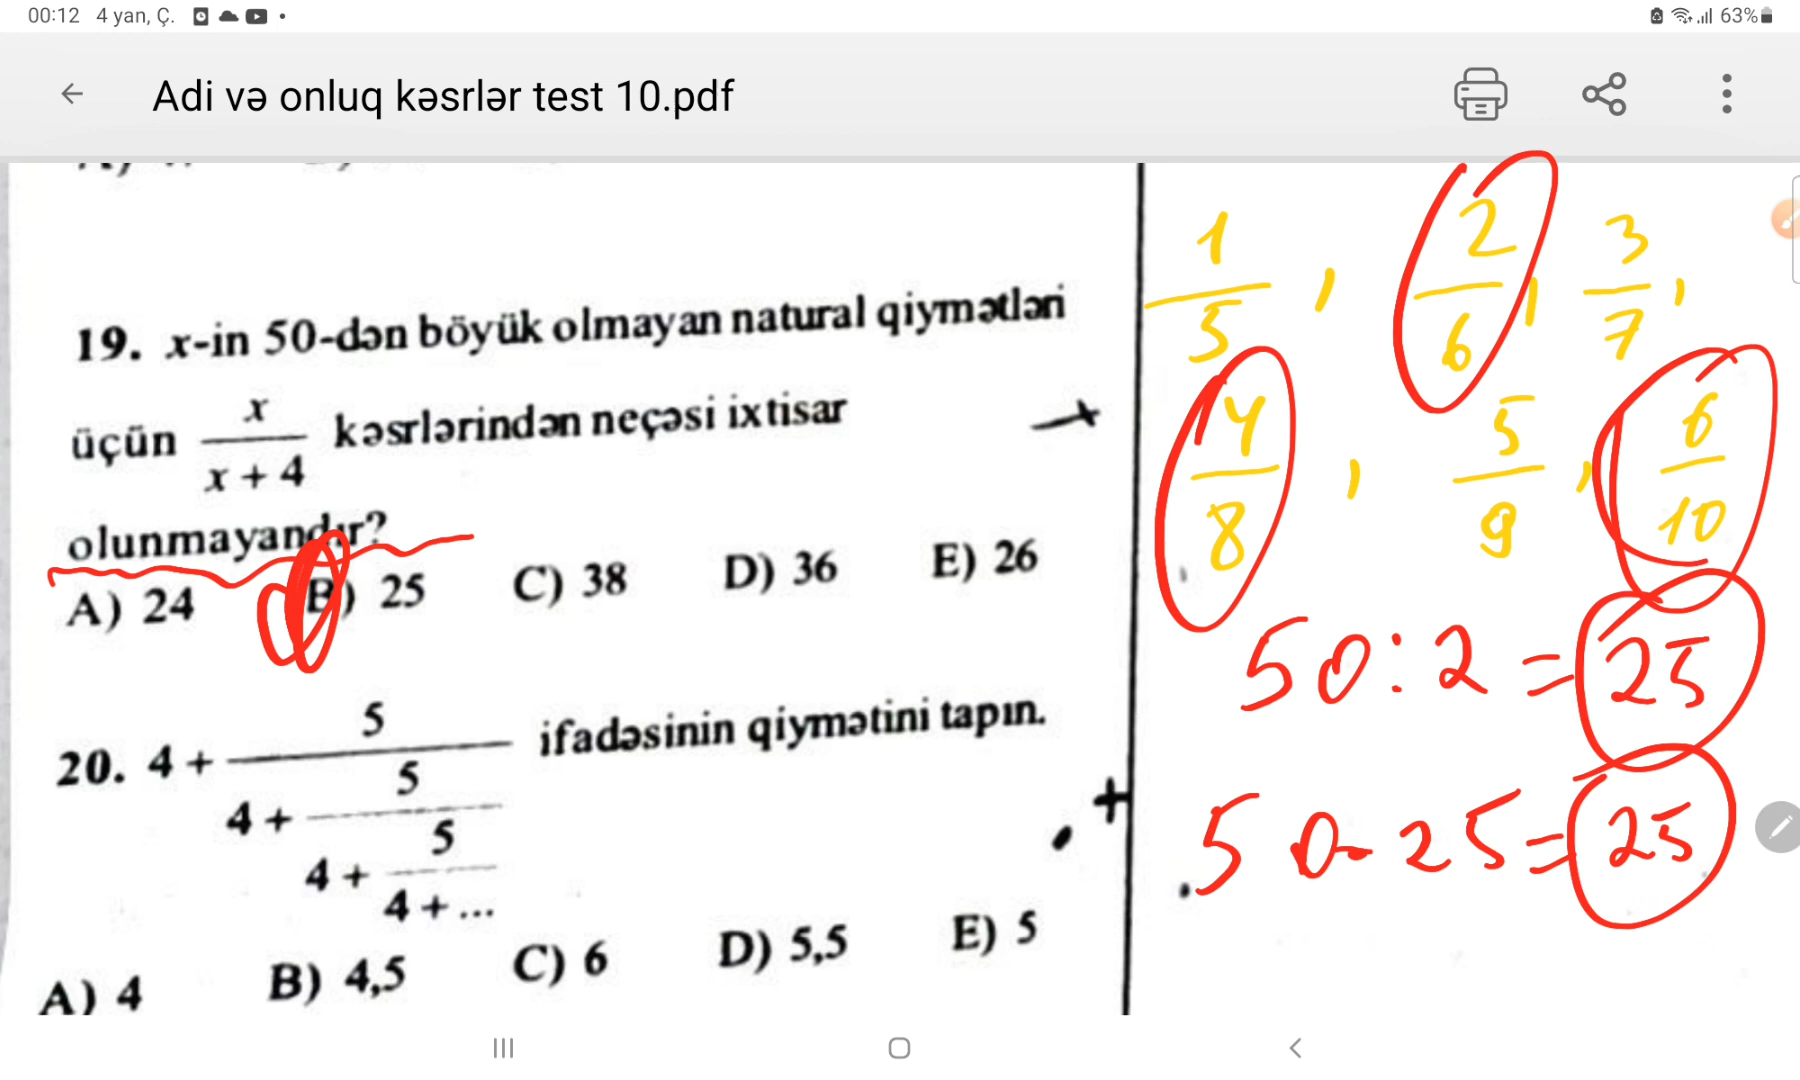 00:12 4 yan, Ç. 63%
Adi və onluq kəsrlər test 10.pdf
19. x-in 50-dən böyük olmayan natural qiymətləri
üçün x/(x + 4) kəsrlərindən neçəsi ixtisar
olunmayandır?
A) 24 B) 25 C) 38 D) 36 E) 26
20. 4 + 5/(4 + 5/(4 + 5/(4 + ...))) ifadəsinin qiymətini tapın.
A) 4 B) 4,5 C) 6 D) 5,5 E) 5
1/5 , 2/6 , 3/7 ,
4/8 , 5/9 , 6/10
50:2=25
50-25=25